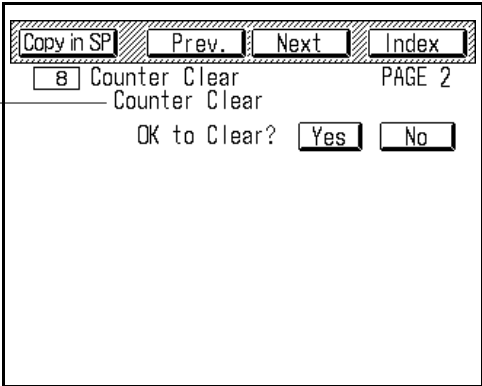 Copy in SP Prev. Next Index
8 Counter Clear PAGE 2
Counter Clear
OK to Clear? Yes No